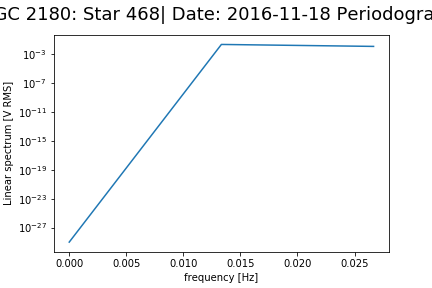 GC 2180: Star 468| Date: 2016-11-18 Periodogra
10^-3
10^-7
10^-11
10^-15
10^-19
10^-23
10^-27
Linear spectrum [V RMS]
0.000 0.005 0.010 0.015 0.020 0.025
frequency [Hz]